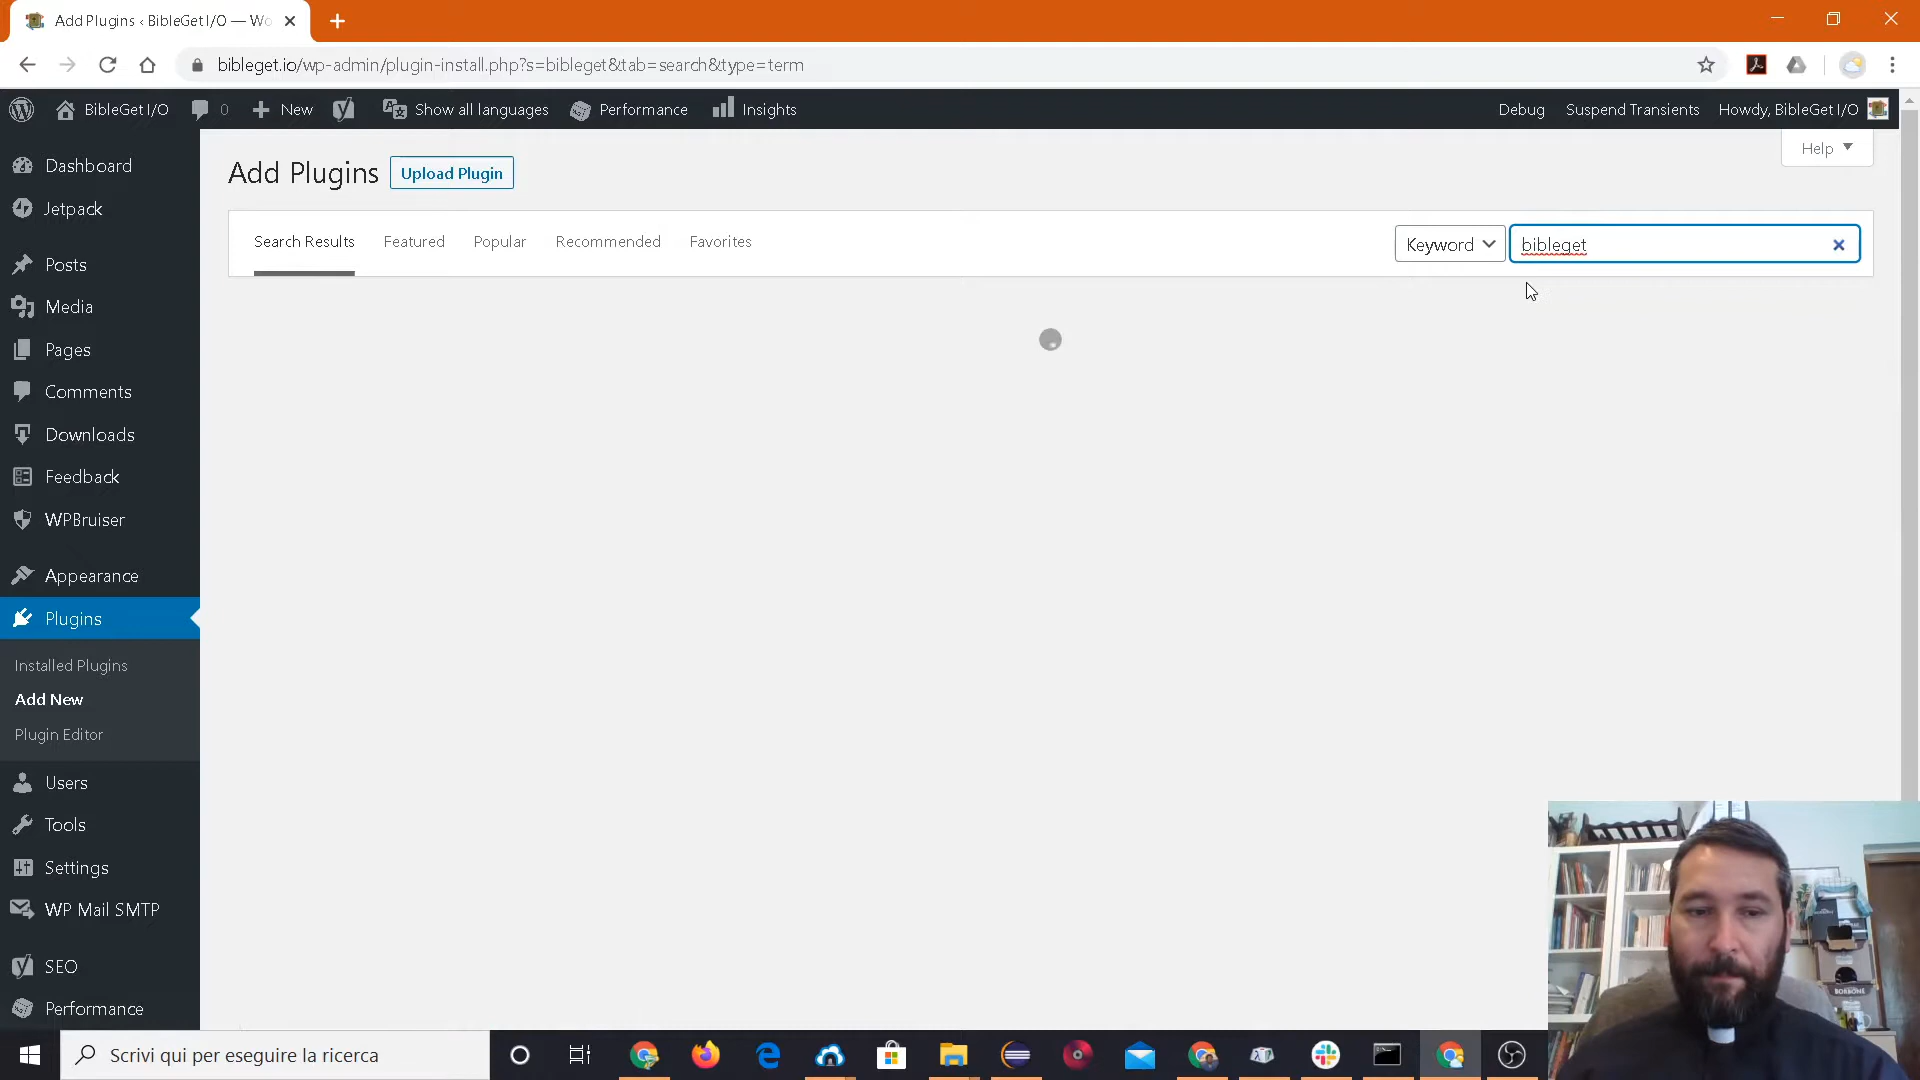 Add Plugins ‹ BibleGet I/O — Wo
bibleget.io/wp-admin/plugin-install.php?s=bibleget&tab=search&type=term
BibleGet I/O
0
New
Show all languages
Performance
Insights
Debug
Suspend Transients
Howdy, BibleGet I/O
Help
Dashboard
Jetpack
Posts
Media
Pages
Comments
Downloads
Feedback
WPBruiser
Appearance
Plugins
Installed Plugins
Add New
Plugin Editor
Users
Tools
Settings
WP Mail SMTP
SEO
Performance
Add Plugins
Upload Plugin
Search Results
Featured
Popular
Recommended
Favorites
Keyword
bibleget
BORBONE
Scrivi qui per eseguire la ricerca